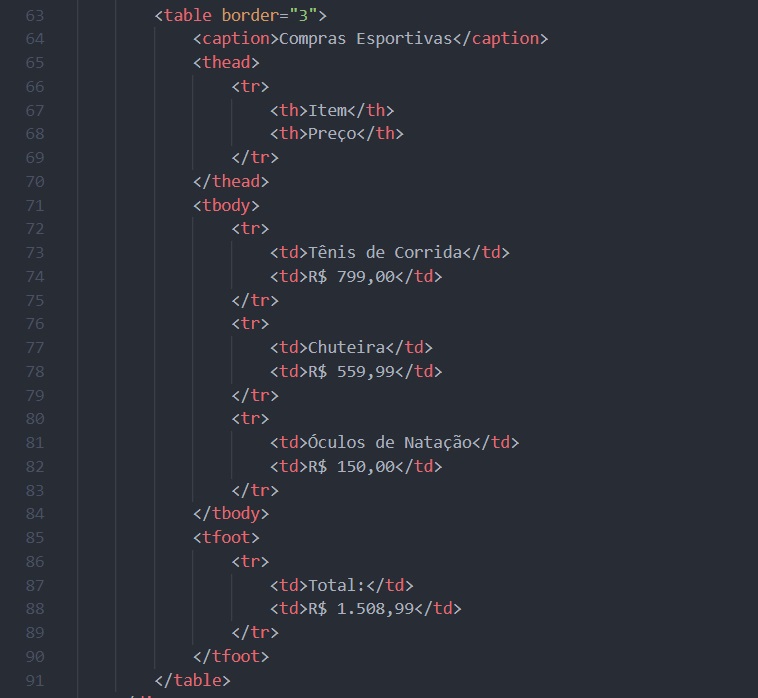 63 <table border="3">
64 <caption>Compras Esportivas</caption>
65 <thead>
66 <tr>
67 <th>Item</th>
68 <th>Preço</th>
69 </tr>
70 </thead>
71 <tbody>
72 <tr>
73 <td>Tênis de Corrida</td>
74 <td>R$ 799,00</td>
75 </tr>
76 <tr>
77 <td>Chuteira</td>
78 <td>R$ 559,99</td>
79 </tr>
80 <tr>
81 <td>Óculos de Natação</td>
82 <td>R$ 150,00</td>
83 </tr>
84 </tbody>
85 <tfoot>
86 <tr>
87 <td>Total:</td>
88 <td>R$ 1.508,99</td>
89 </tr>
90 </tfoot>
91 </table>